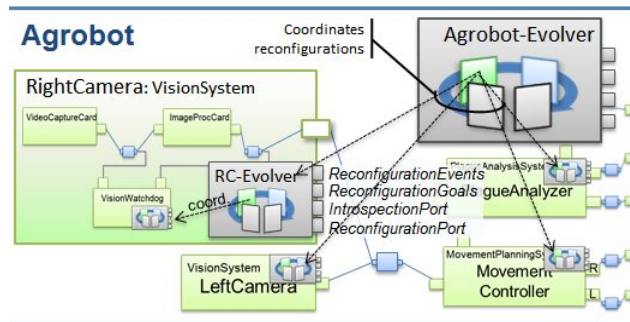 Agrobot
Coordinates
reconfigurations
Agrobot-Evolver
RightCamera: VisionSystem
VideoCaptureCard
ImageProcCard
RC-Evolver
VisionWatchdog
coord
ReconfigurationEvents
ReconfigurationGoals
IntrospectionPort
ReconfigurationPort
gueAnalyzer
VisionSystem
LeftCamera
MovementPlanningSy
Movement
Controller
R
L